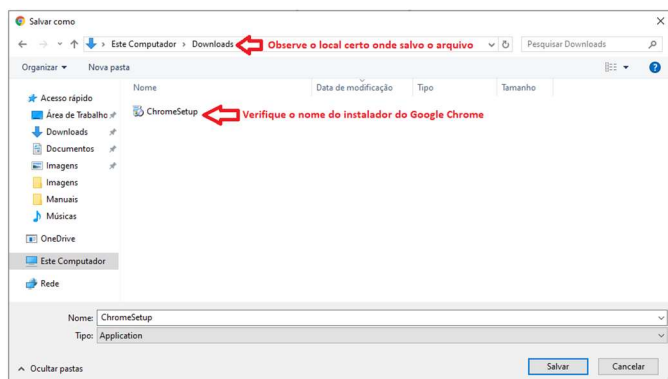 Salvar como
Este Computador > Downloads
Observe o local certo onde salvo o arquivo
Pesquisar Downloads
Organizar
Nova pasta
Nome
Data de modificação
Tipo
Tamanho
Acesso rápido
ChromeSetup
Verifique o nome do instalador do Google Chrome
Área de Trabalho
Downloads
Documentos
Imagens
Imagens
Manuais
Músicas
OneDrive
Este Computador
Rede
Nome: ChromeSetup
Tipo: Application
Ocultar pastas
Salvar
Cancelar